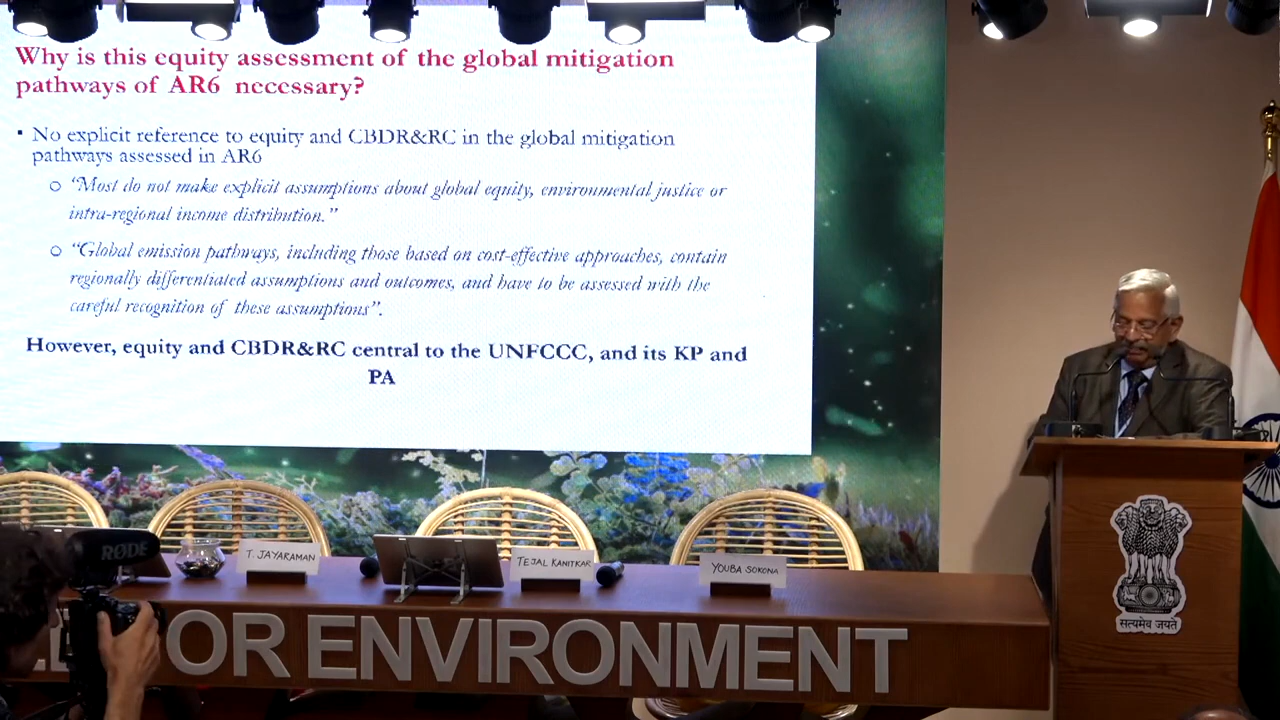 Why is this equity assessment of the global mitigation
pathways of AR6 necessary?
▪ No explicit reference to equity and CBDR&RC in the global mitigation
pathways assessed in AR6
o "Most do not make explicit assumptions about global equity, environmental justice or
intra-regional income distribution."
o "Global emission pathways, including those based on cost-effective approaches, contain
regionally differentiated assumptions and outcomes, and have to be assessed with the
careful recognition of these assumptions".
However, equity and CBDR&RC central to the UNFCCC, and its KP and
PA
RØDE
T. JAYARAMAN
TEJAL KANITKAR
YOUBA SOKONA
OR ENVIRONMENT
सत्यमेव जयते